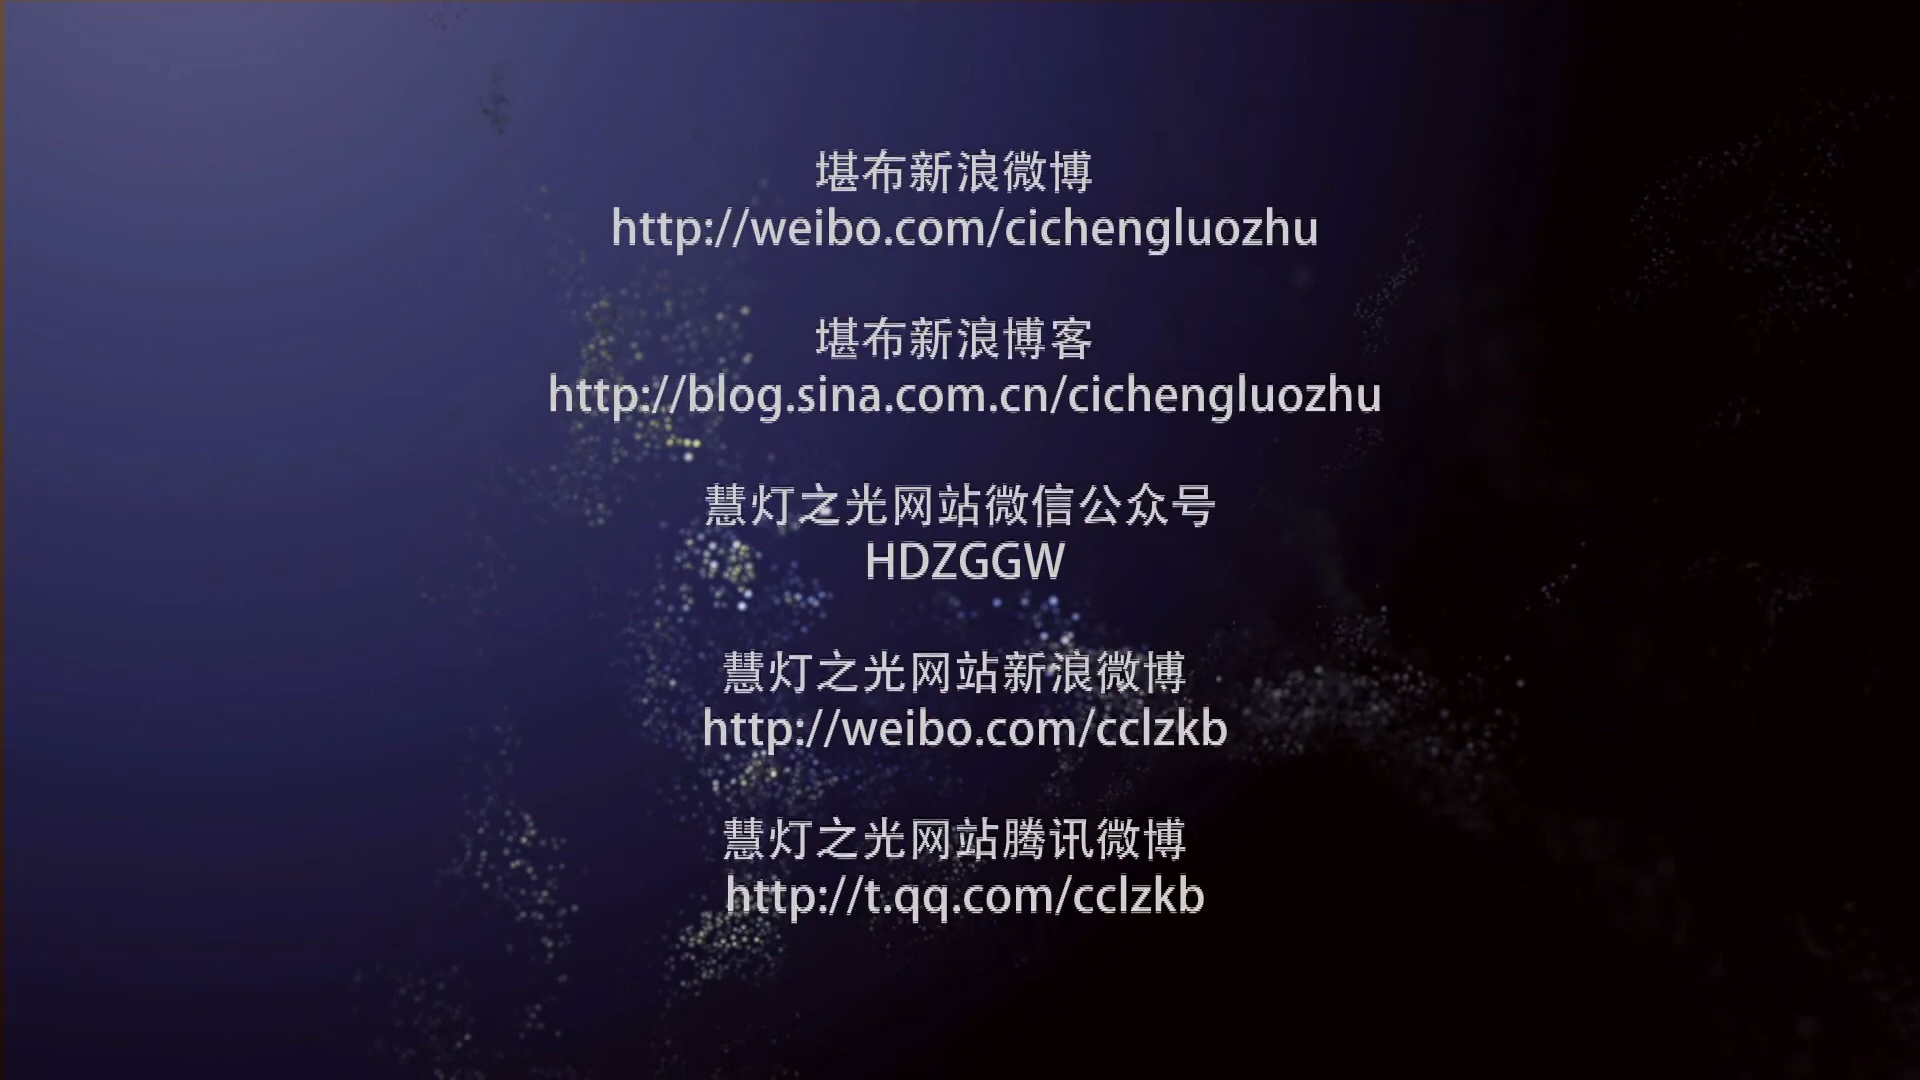 堪布新浪微博
http://weibo.com/cichengluozhu
堪布新浪博客
http://blog.sina.com.cn/cichengluozhu
慧灯之光网站微信公众号
HDZGGW
慧灯之光网站新浪微博
http://weibo.com/cclzkb
慧灯之光网站腾讯微博
http://t.qq.com/cclzkb